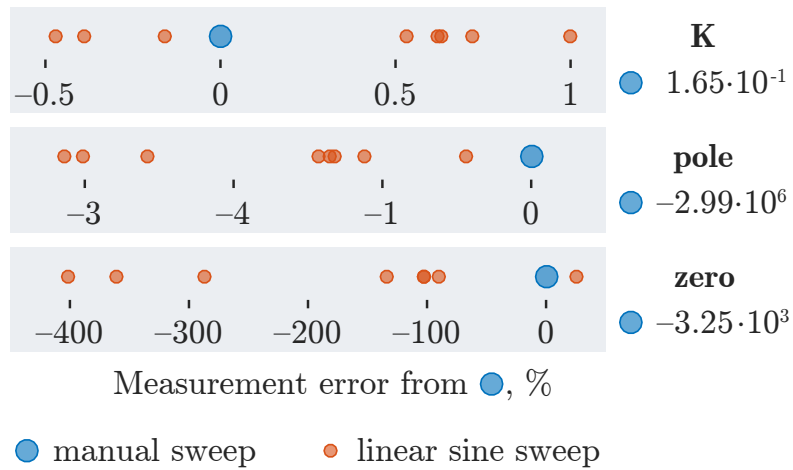 K
–0.5 0 0.5 1
1.65·10⁻¹
pole
–3 –4 –1 0
–2.99·10⁶
zero
–400 –300 –200 –100 0
–3.25·10³
Measurement error from , %
manual sweep linear sine sweep